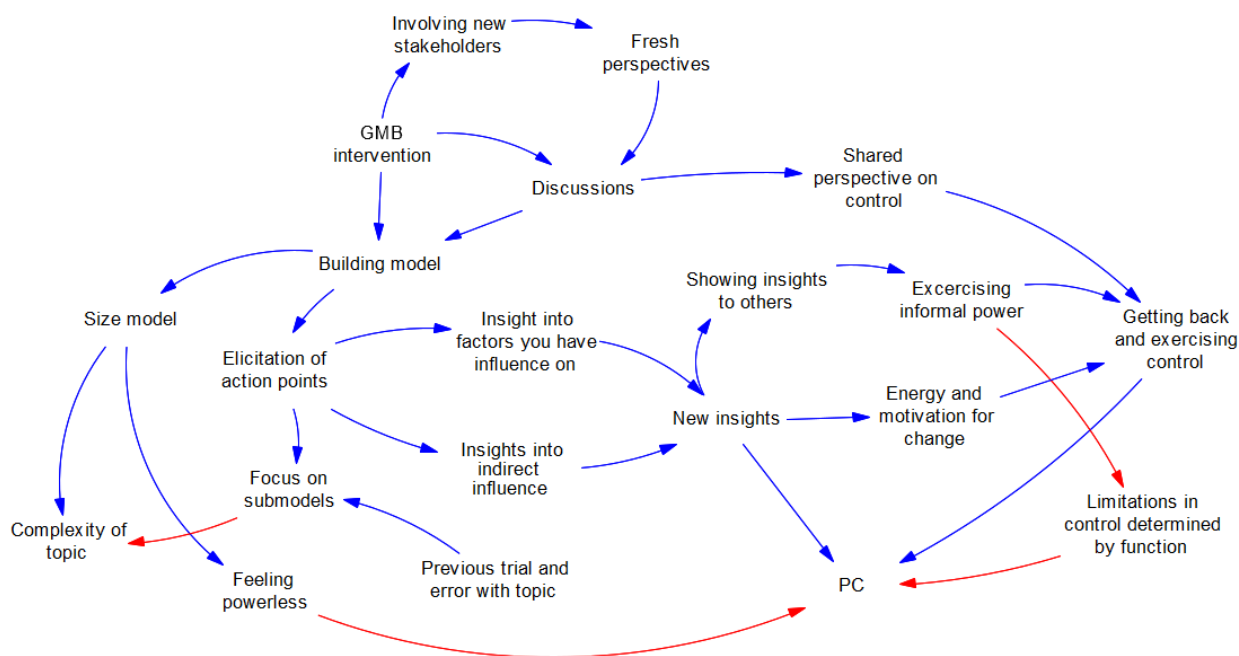 Involving new
stakeholders
Fresh
perspectives
GMB
intervention
Discussions
Shared
perspective on
control
Building model
Showing insights
to others
Excercising
informal power
Size model
Insight into
factors you have
influence on
Getting back
and exercising
control
Elicitation of
action points
New insights
Energy and
motivation for
change
Insights into
indirect
influence
Focus on
submodels
Limitations in
control determined
by function
Complexity of
topic
Previous trial and
error with topic
Feeling
powerless
PC